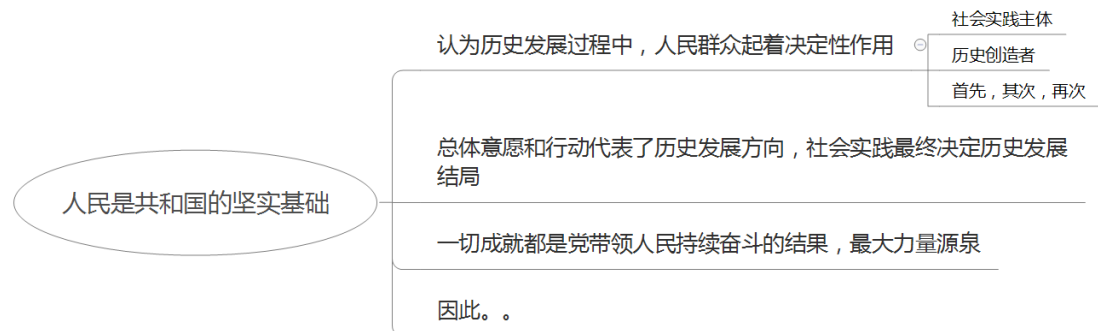 人民是共和国的坚实基础
认为历史发展过程中，人民群众起着决定性作用
社会实践主体
历史创造者
首先，其次，再次
总体意愿和行动代表了历史发展方向，社会实践最终决定历史发展
结局
一切成就都是党带领人民持续奋斗的结果，最大力量源泉
因此。。